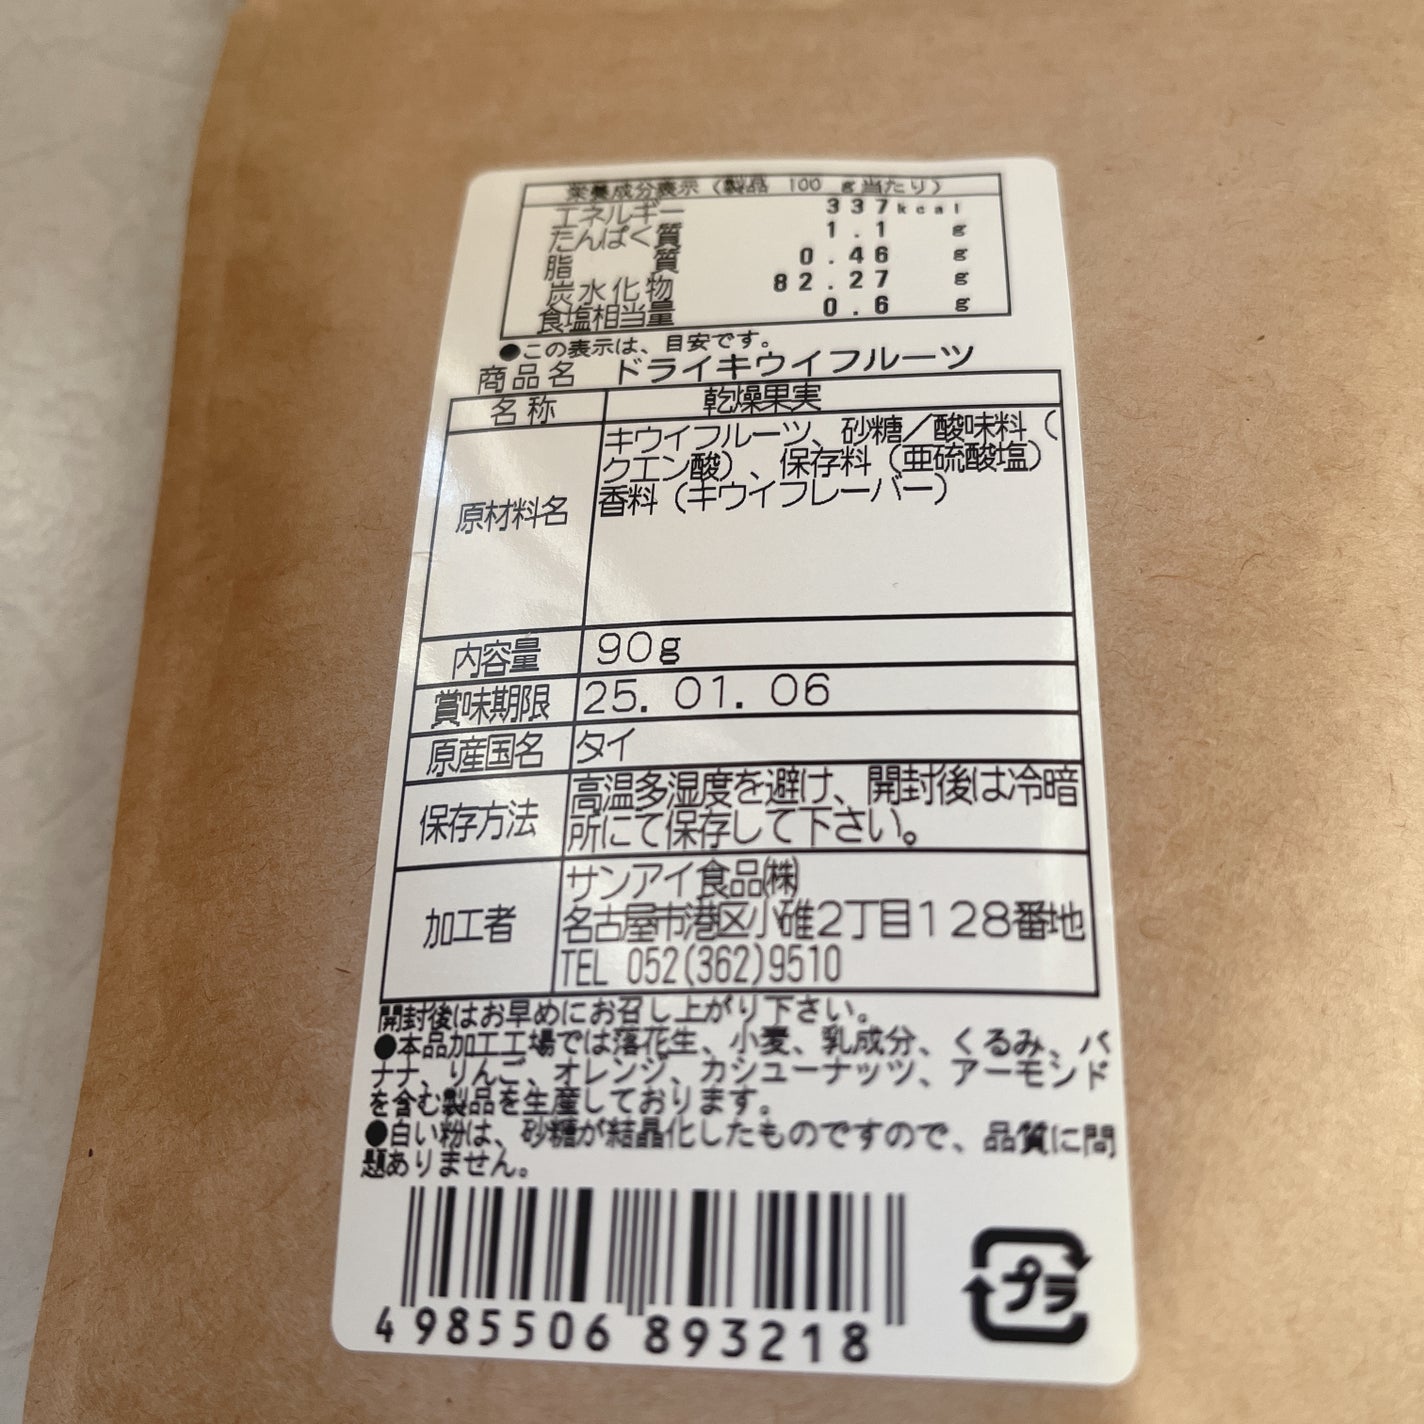 栄養成分表示（製品 100 g当たり）
エネルギー 337kcal
たんぱく質 1.1 g
脂質 0.46 g
炭水化物 82.27 g
食塩相当量 0.6 g
●この表示は、目安です。
商品名 ドライキウイフルーツ
名称 乾燥果実
原材料名 キウイフルーツ、砂糖／酸味料（
クエン酸）、保存料（亜硫酸塩）
香料（キウイフレーバー）
内容量 90g
賞味期限 25. 01. 06
原産国名 タイ
保存方法 高温多湿度を避け、開封後は冷暗
所にて保存して下さい。
加工者 サンアイ食品㈱
名古屋市港区小碓2丁目128番地
TEL 052(362)9510
開封後はお早めにお召し上がり下さい。
●本品加工工場では落花生、小麦、乳成分、くるみ、バ
ナナ、りんご、オレンジ、カシューナッツ、アーモンド
を含む製品を生産しております。
●白い粉は、砂糖が結晶化したものですので、品質に問
題ありません。
4 985506 893218
プラ